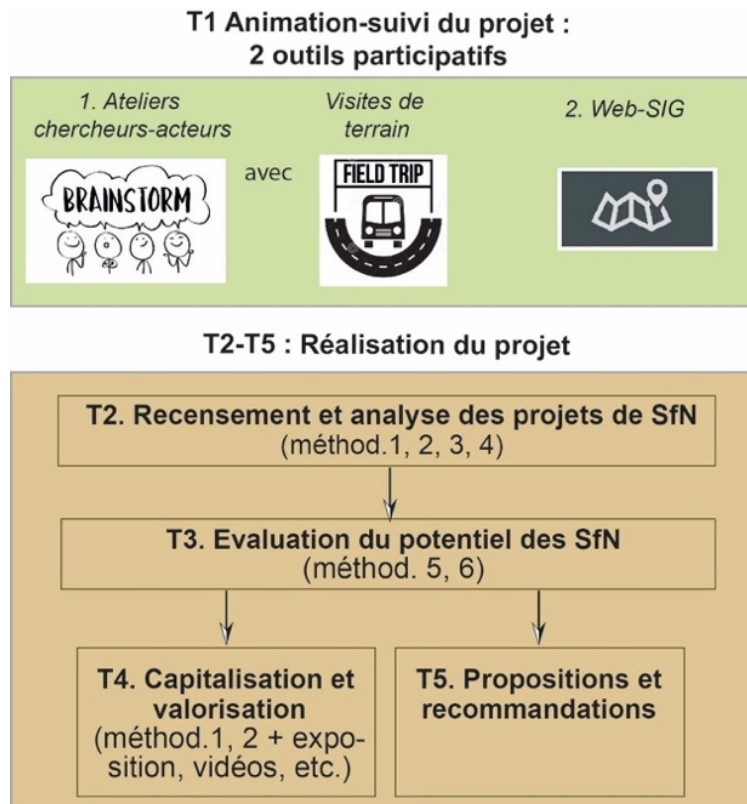 T1 Animation-suivi du projet :
2 outils participatifs
1. Ateliers
chercheurs-acteurs
BRAINSTORM
avec
Visites de
terrain
FIELD TRIP
2. Web-SIG
T2-T5 : Réalisation du projet
T2. Recensement et analyse des projets de SfN
(méthod.1, 2, 3, 4)
T3. Evaluation du potentiel des SfN
(méthod. 5, 6)
T4. Capitalisation et
valorisation
(méthod.1, 2 + expo-
sition, vidéos, etc.)
T5. Propositions et
recommandations